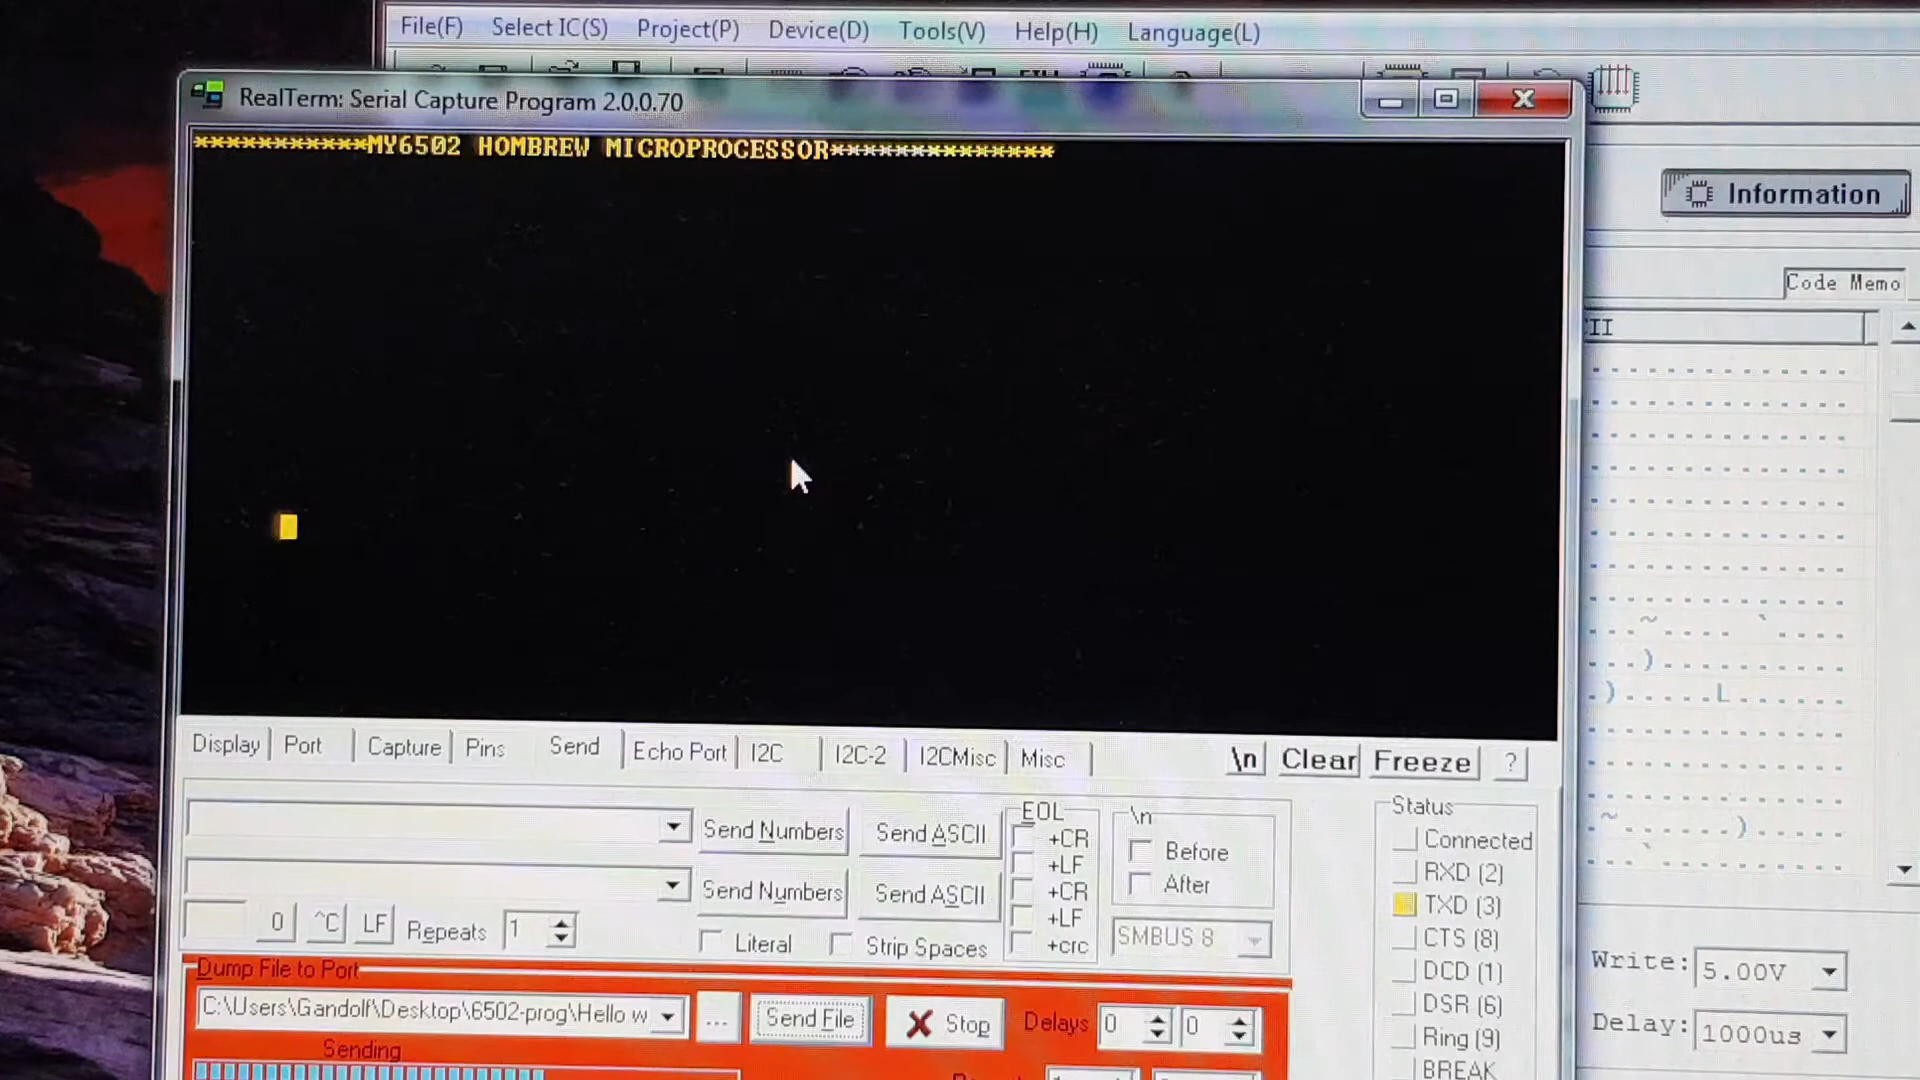 File(F) Select IC(S) Project(P) Device(D) Tools(V) Help(H) Language(L)
RealTerm: Serial Capture Program 2.0.0.70
***********MY6502 HOMBREW MICROPROCESSOR**************
Information
Code Memo
II
Display Port Capture Pins Send Echo Port I2C I2C-2 I2CMisc Misc \n Clear Freeze ?
Send Numbers Send ASCII
EOL
+CR
+LF
Send Numbers Send ASCII
+CR
+LF
+crc
\n
Before
After
SMBUS 8
0 ^C LF Repeats 1
Literal Strip Spaces
Status
Connected
RXD (2)
TXD (3)
CTS (8)
DCD (1)
DSR (6)
Ring (9)
BREAK
Dump File to Port
C:\Users\Gandolf\Desktop\6502-prog\Hello w ... Send File Stop Delays 0 0
Sending
Write: 5.00V
Delay: 1000us